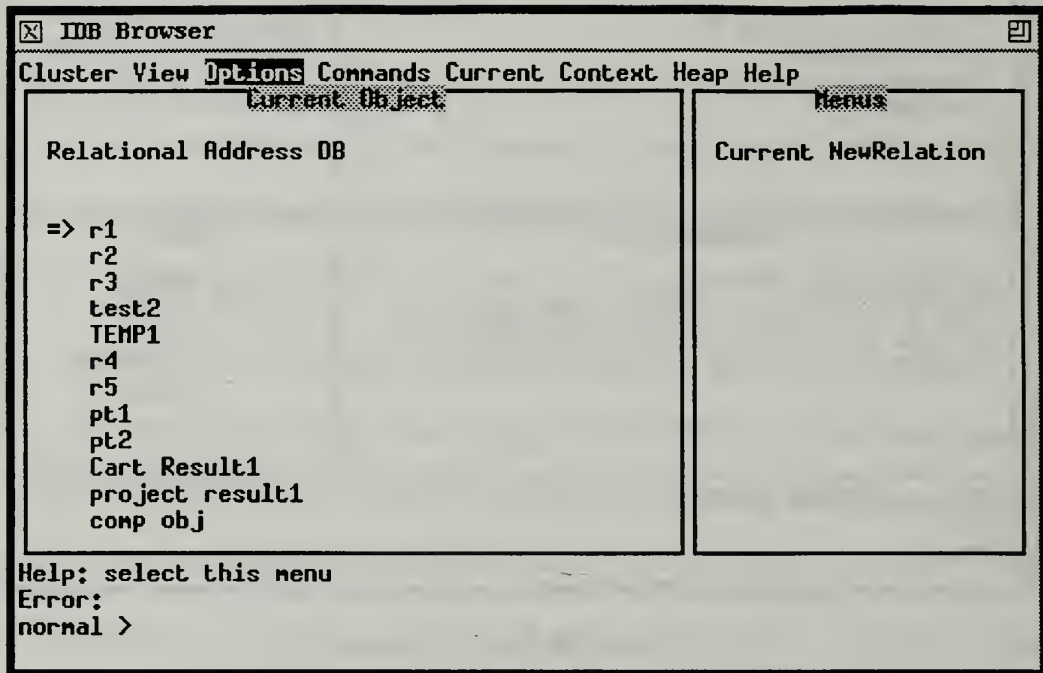 IDB Browser
Cluster View Options Commands Current Context Heap Help
Current Object
Menus
Relational Address DB
Current NewRelation
=> r1
r2
r3
test2
TEMP1
r4
r5
pt1
pt2
Cart Result1
project result1
comp obj
Help: select this menu
Error:
normal >